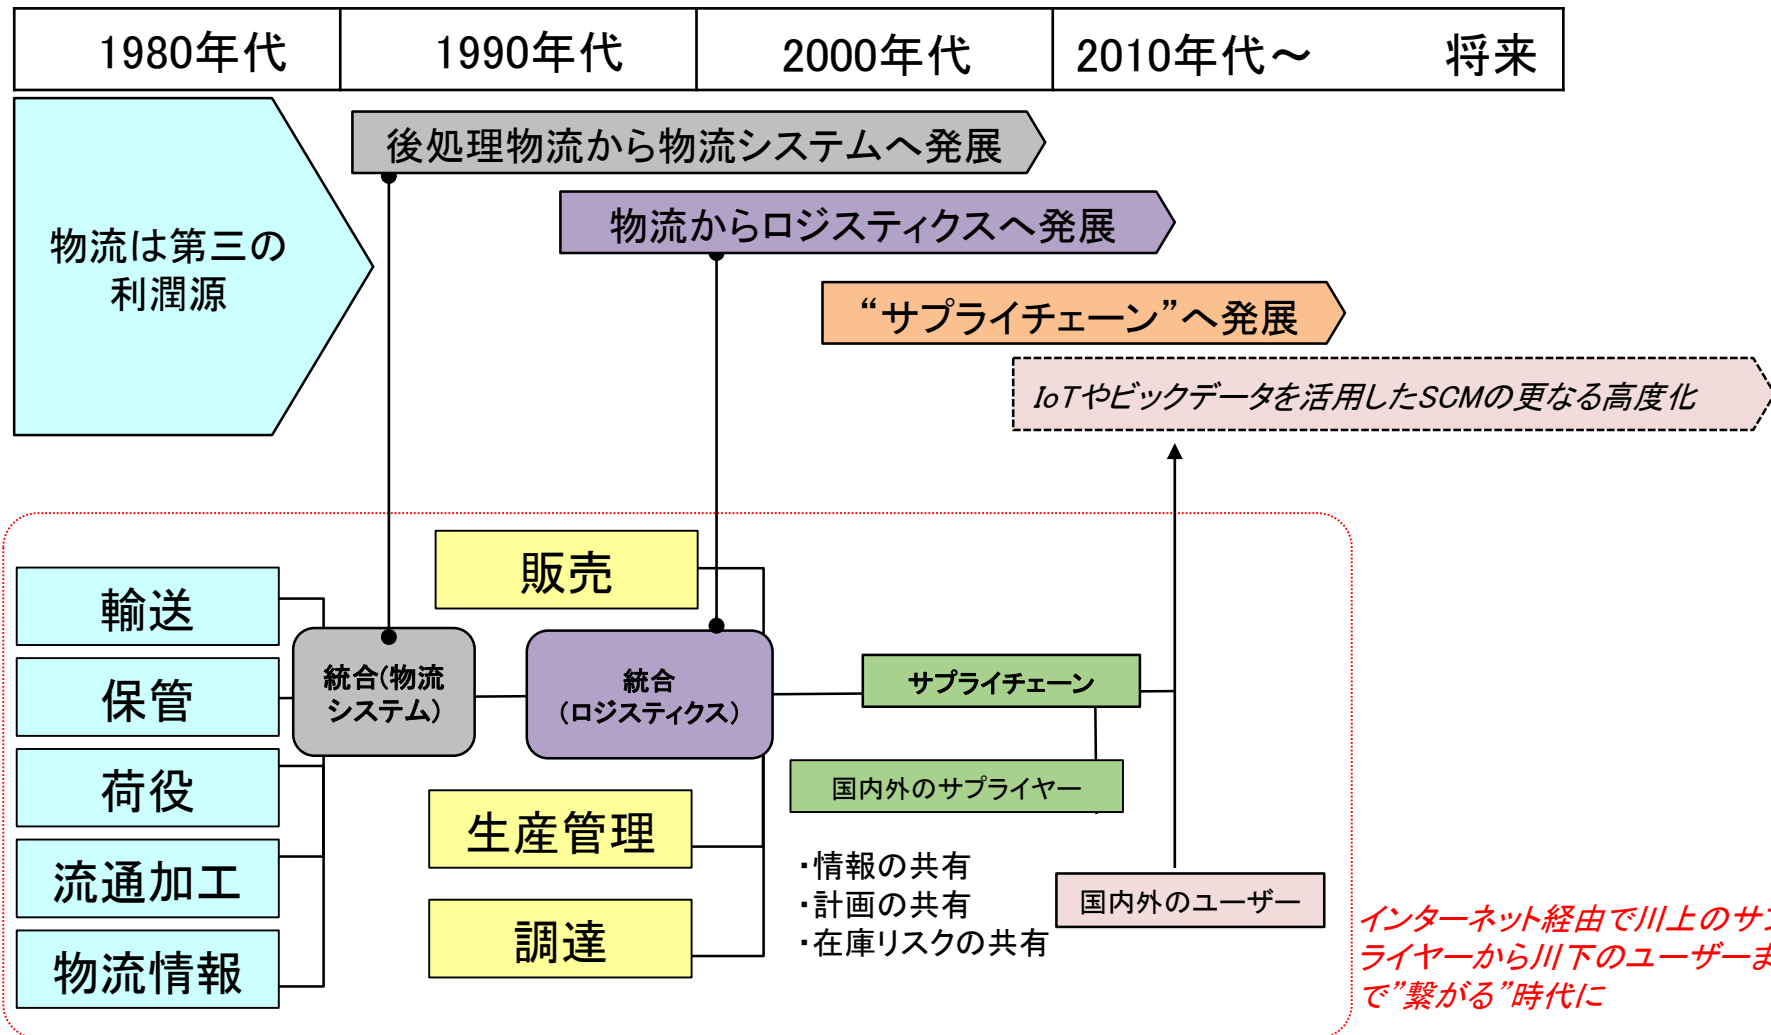 1980年代
1990年代
2000年代
2010年代～ 将来
物流は第三の
利潤源
後処理物流から物流システムへ発展
物流からロジスティクスへ発展
“サプライチェーン”へ発展
IoTやビックデータを活用したSCMの更なる高度化
輸送
保管
荷役
流通加工
物流情報
統合(物流
システム)
販売
統合
(ロジスティクス)
生産管理
調達
サプライチェーン
国内外のサプライヤー
・情報の共有
・計画の共有
・在庫リスクの共有
国内外のユーザー
インターネット経由で川上のサプ
ライヤーから川下のユーザーま
で”繋がる”時代に